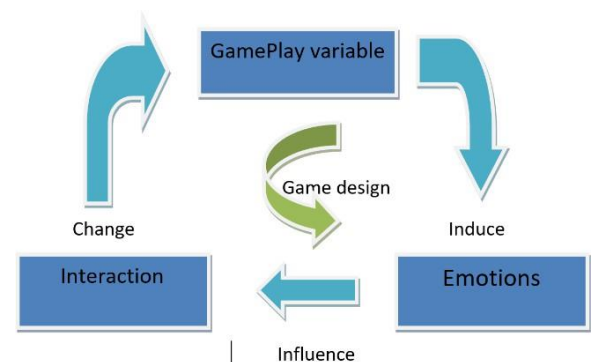 GamePlay variable
Game design
Change
Induce
Interaction
Emotions
Influence